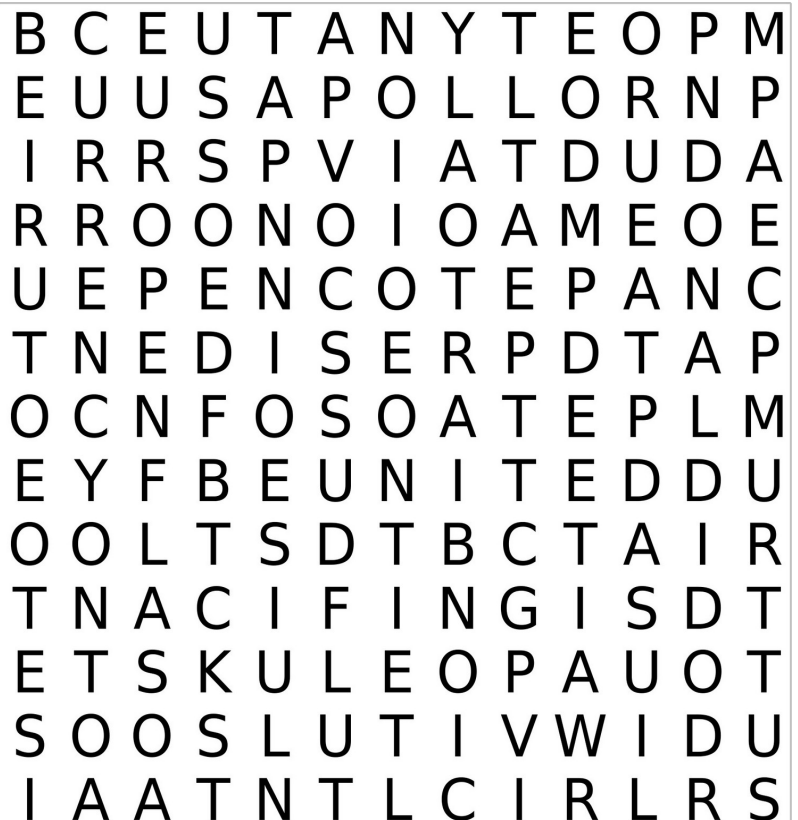 B C E U T A N Y T E O P M
E U U S A P O L L O R N P
I R R S P V I A T D U D A
R R O O N O I O A M E O E
U E P E N C O T E P A N C
T N E D I S E R P D T A P
O C N F O S O A T E P L M
E Y F B E U N I T E D D U
O O L T S D T B C T A I R
T N A C I F I N G I S D T
E T S K U L E O P A U O T
S O O S L U T I V W I D U
I A A T N T L C I R L R S